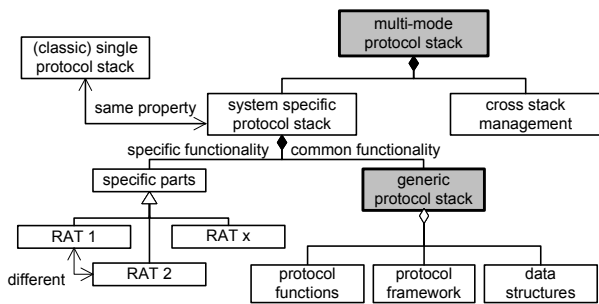 multi-mode
protocol stack
(classic) single
protocol stack
same property
system specific
protocol stack
cross stack
management
specific functionality
common functionality
specific parts
generic
protocol stack
RAT 1
RAT x
different
RAT 2
protocol
functions
protocol
framework
data
structures